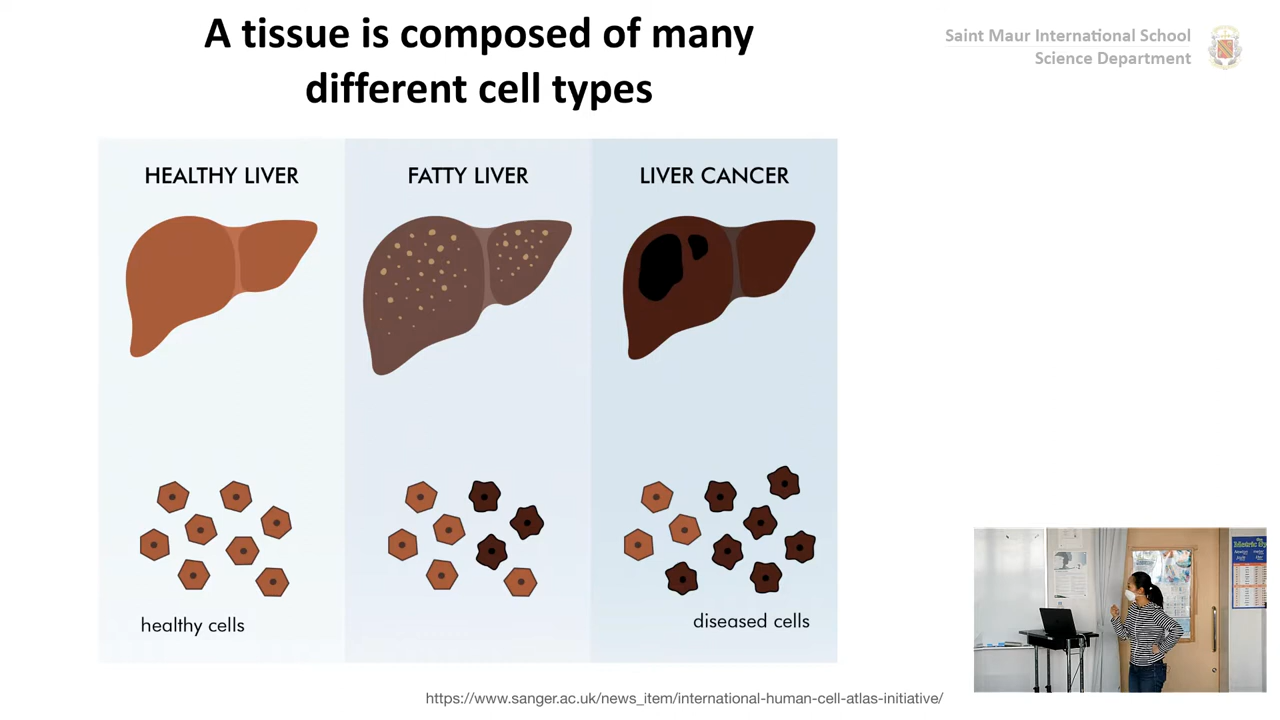 A tissue is composed of many
different cell types
Saint Maur International School
Science Department
HEALTHY LIVER
FATTY LIVER
LIVER CANCER
healthy cells
diseased cells
https://www.sanger.ac.uk/news_item/international-human-cell-atlas-initiative/